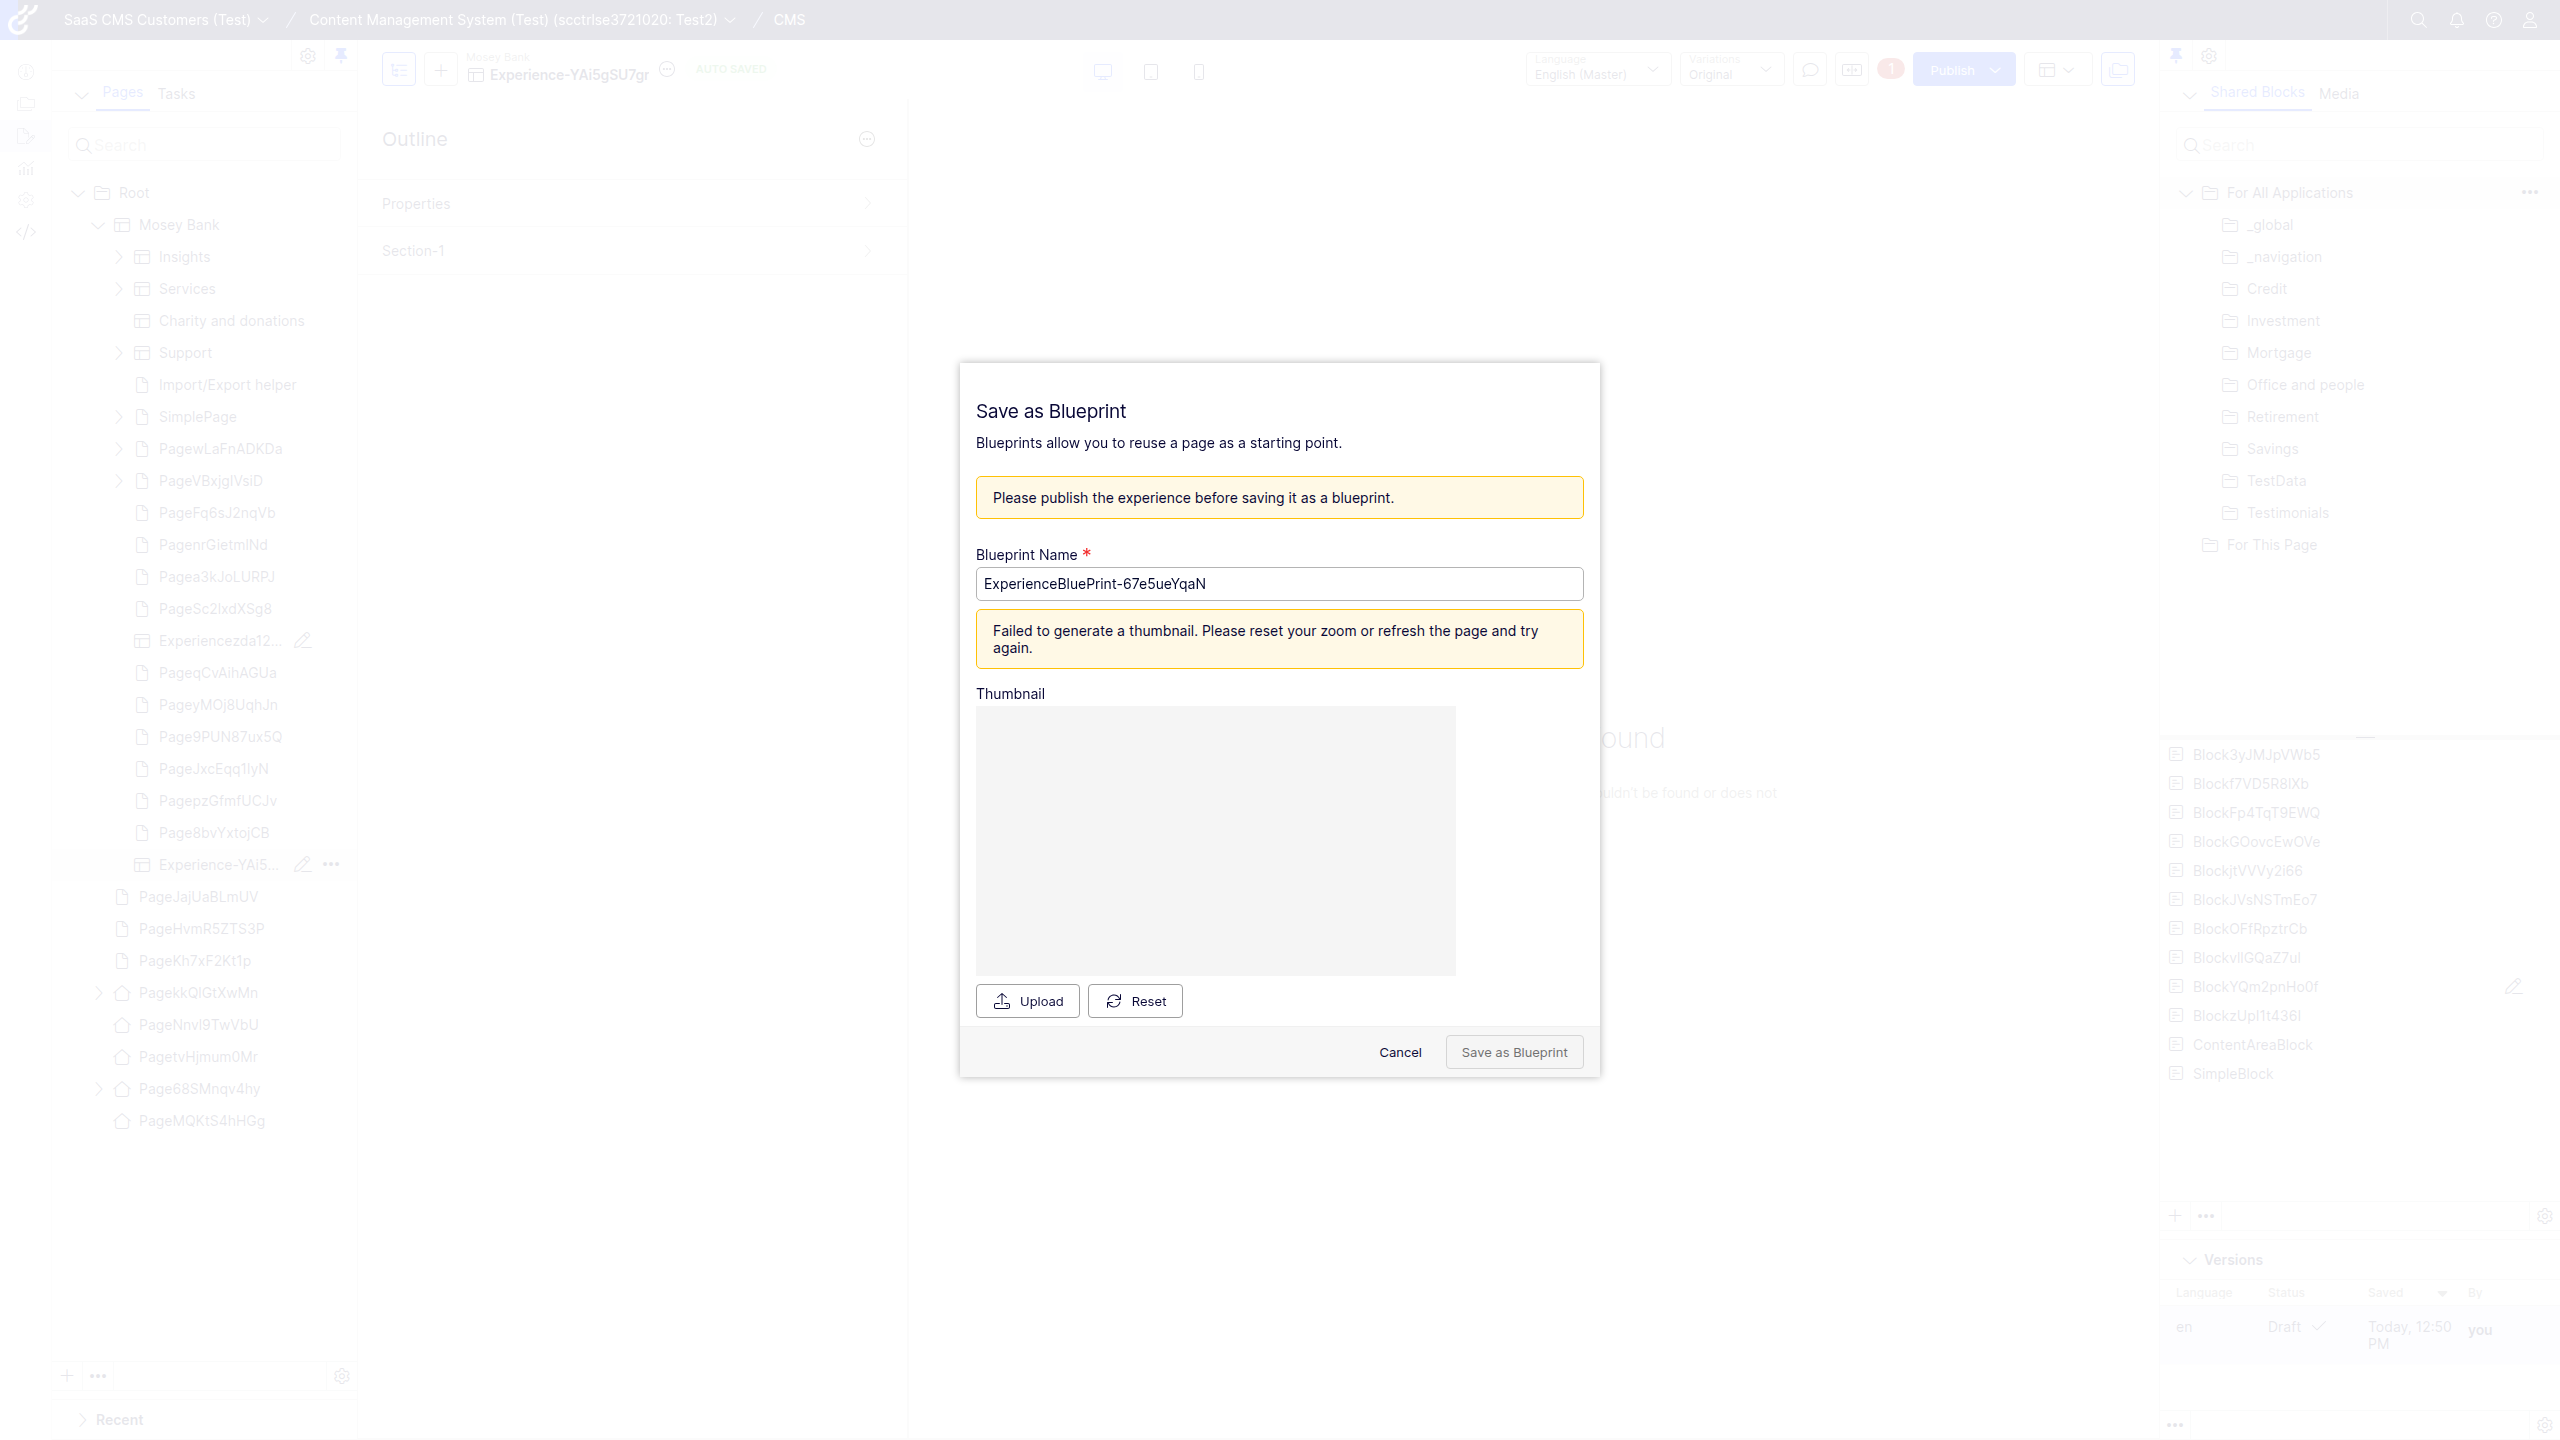 SaaS CMS Customers (Test) / Content Management System (Test) (scctrlse3721020: Test2) / CMS
Pages Tasks
Search
Root
Mosey Bank
Insights
Services
Charity and donations
Support
Import/Export helper
SimplePage
PagewLaFnADKDa
PageVBxjglVsiD
PageFq6sJ2nqVb
PagenrGietmlNd
Pagea3kJoLURPJ
PageSc2lxdXSg8
Experiencezda12...
PageqCvAihAGUa
PageyMOj8UqhJn
Page9PUN87ux5Q
PageJxcEqq1lyN
PagepzGfmfUCJv
Page8bvYxtojCB
Experience-YAi5...
PageJajUaBLmUV
PageHvmR5ZTS3P
PageKh7xF2Kt1p
PagekkQlGtXwMn
PageNnvl9TwVbU
PagetvHjmum0Mr
Page68SMnqv4hy
PageMQKtS4hHGg
Recent
Mosey Bank
Experience-YAi5gSU7gr
AUTO SAVED
Language
English (Master)
Variations
Original
1
Publish
Outline
Properties
Section-1
ound
uldn't be found or does not
Save as Blueprint
Blueprints allow you to reuse a page as a starting point.
Please publish the experience before saving it as a blueprint.
Blueprint Name *
ExperienceBluePrint-67e5ueYqaN
Failed to generate a thumbnail. Please reset your zoom or refresh the page and try
again.
Thumbnail
Upload Reset
Cancel Save as Blueprint
Shared Blocks Media
Search
For All Applications
_global
_navigation
Credit
Investment
Mortgage
Office and people
Retirement
Savings
TestData
Testimonials
For This Page
Block3yJMJpVWb5
Blockf7VD5R8lXb
BlockFp4TqT9EWQ
BlockGOovcEwOVe
BlockjtVVVy2i66
BlockJVsNSTmEo7
BlockOFfRpztrCb
BlockvilGQaZ7ul
BlockYQm2pnHo0f
BlockzUpI1t436I
ContentAreaBlock
SimpleBlock
Versions
Language Status Saved By
en Draft Today, 12:50 you
PM